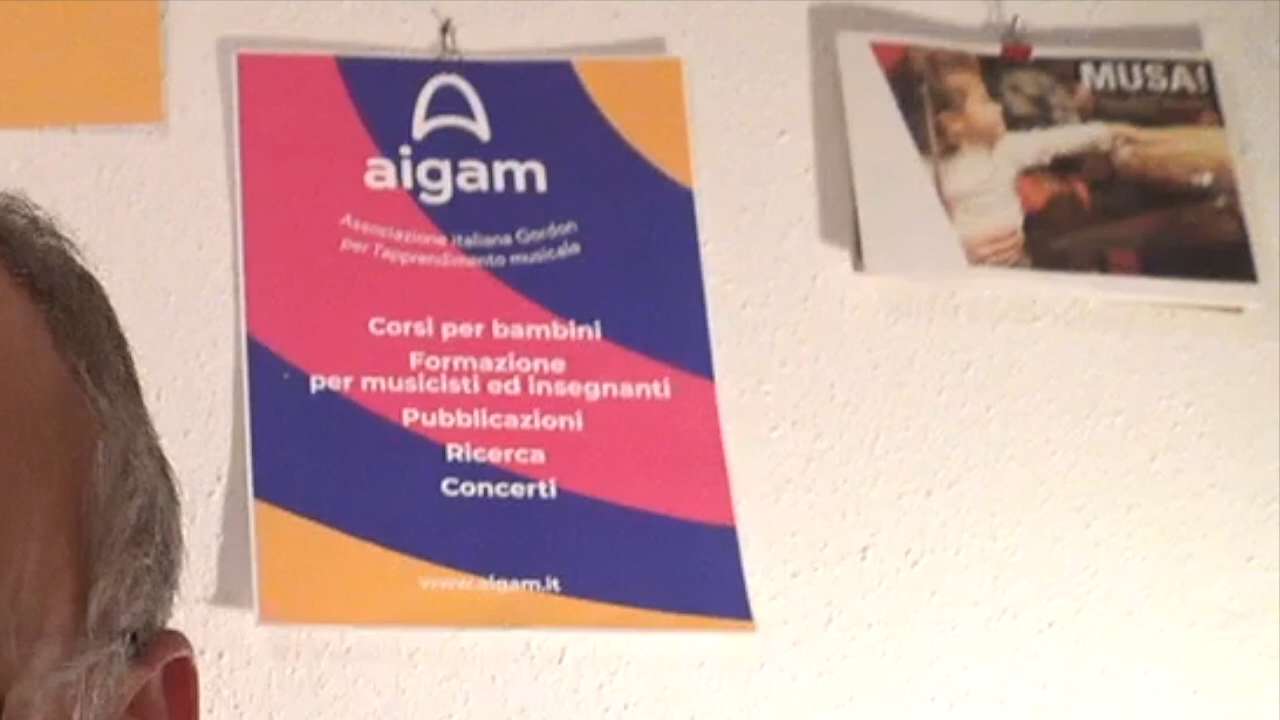 aigam
Associazione Italiana Gordon
per l'apprendimento musicale
Corsi per bambini
Formazione
per musicisti ed insegnanti
Pubblicazioni
Ricerca
Concerti
www.aigam.it
MUSA!